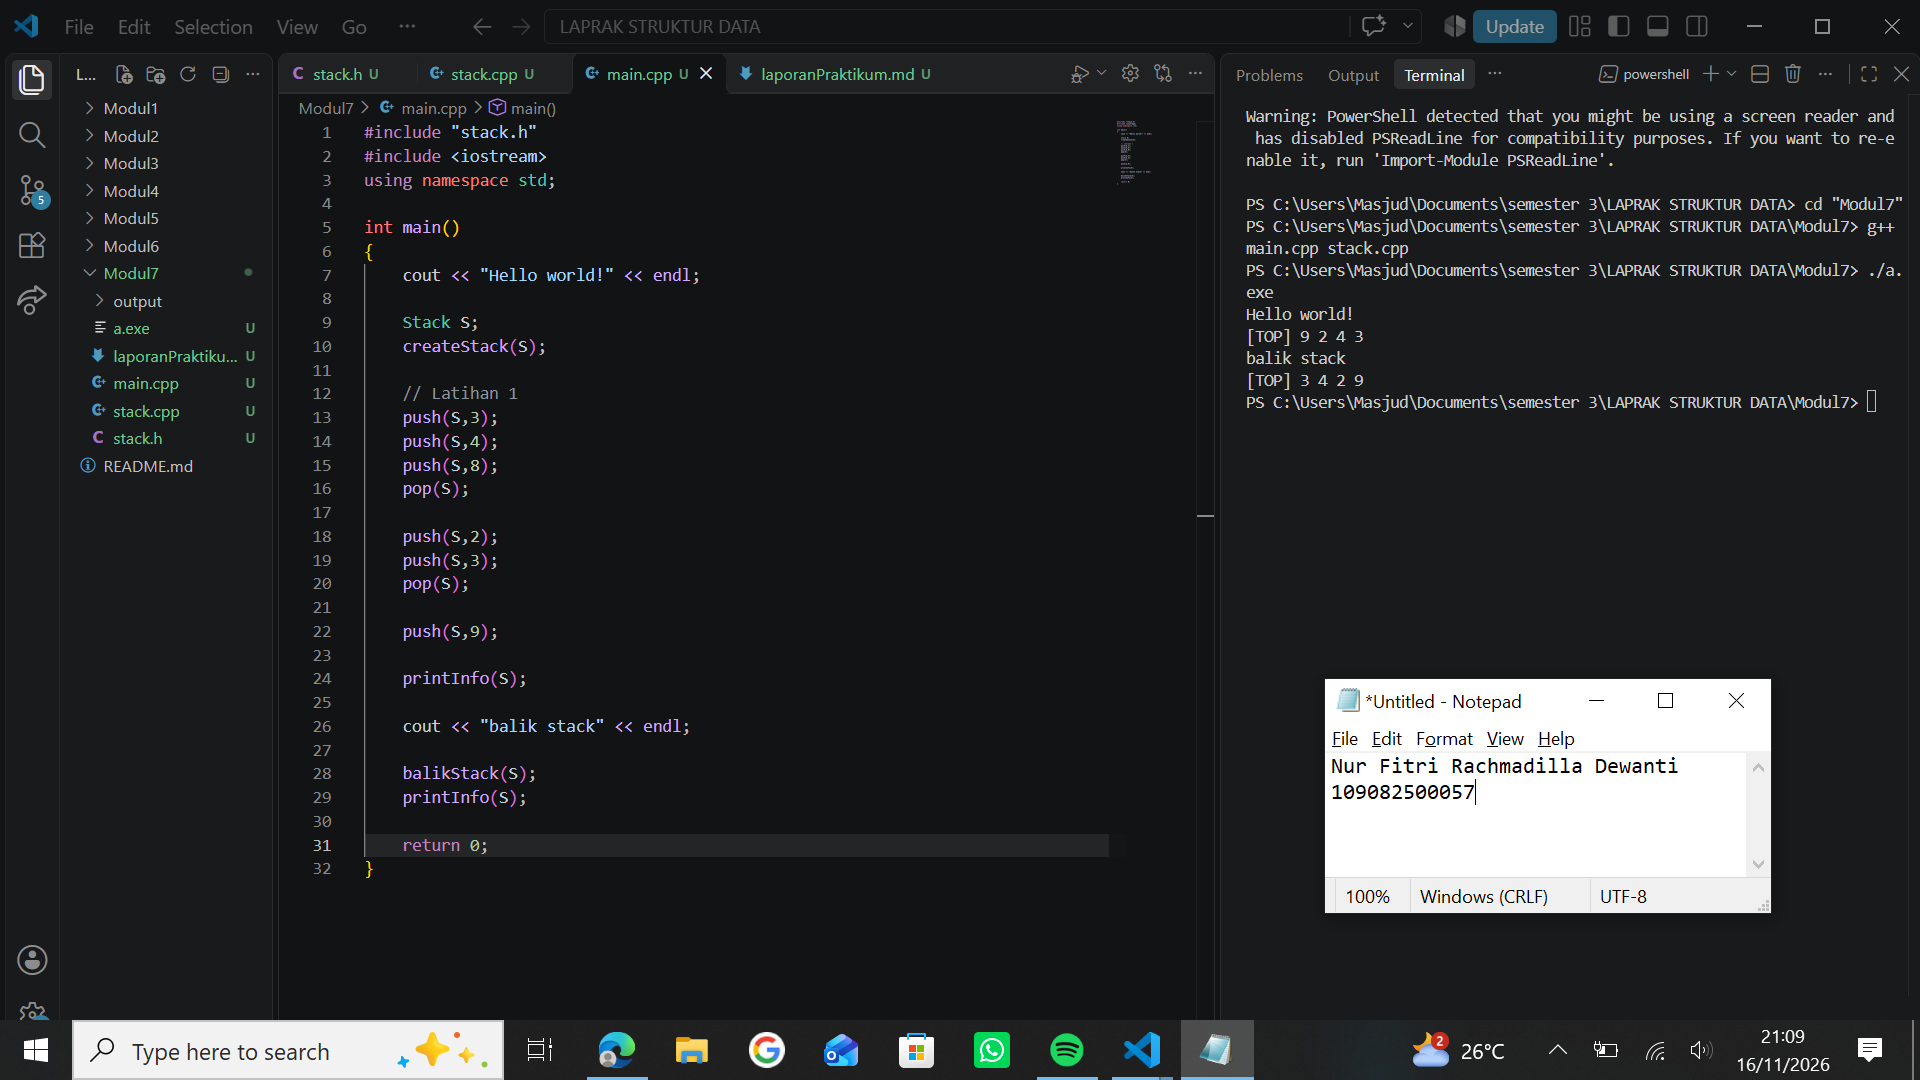 File Edit Selection View Go ···
LAPRAK STRUKTUR DATA
Update
L... ···
Modul1
Modul2
Modul3
Modul4
Modul5
Modul6
Modul7
output
a.exe U
laporanPraktiku... U
main.cpp U
stack.cpp U
stack.h U
README.md
5
stack.h U
stack.cpp U
main.cpp U
laporanPraktikum.md U
Modul7 > main.cpp > main()
1 #include "stack.h"
2 #include <iostream>
3 using namespace std;
4
5 int main()
6 {
7 cout << "Hello world!" << endl;
8
9 Stack S;
10 createStack(S);
11
12 // Latihan 1
13 push(S,3);
14 push(S,4);
15 push(S,8);
16 pop(S);
17
18 push(S,2);
19 push(S,3);
20 pop(S);
21
22 push(S,9);
23
24 printInfo(S);
25
26 cout << "balik stack" << endl;
27
28 balikStack(S);
29 printInfo(S);
30
31 return 0;
32 }
Problems Output Terminal ··· powershell ···
Warning: PowerShell detected that you might be using a screen reader and
has disabled PSReadLine for compatibility purposes. If you want to re-e
nable it, run 'Import-Module PSReadLine'.
PS C:\Users\Masjud\Documents\semester 3\LAPRAK STRUKTUR DATA> cd "Modul7"
PS C:\Users\Masjud\Documents\semester 3\LAPRAK STRUKTUR DATA\Modul7> g++
main.cpp stack.cpp
PS C:\Users\Masjud\Documents\semester 3\LAPRAK STRUKTUR DATA\Modul7> ./a.
exe
Hello world!
[TOP] 9 2 4 3
balik stack
[TOP] 3 4 2 9
PS C:\Users\Masjud\Documents\semester 3\LAPRAK STRUKTUR DATA\Modul7>
*Untitled - Notepad
File Edit Format View Help
Nur Fitri Rachmadilla Dewanti
109082500057
100% Windows (CRLF) UTF-8
Type here to search
2
26°C
21:09
16/11/2026